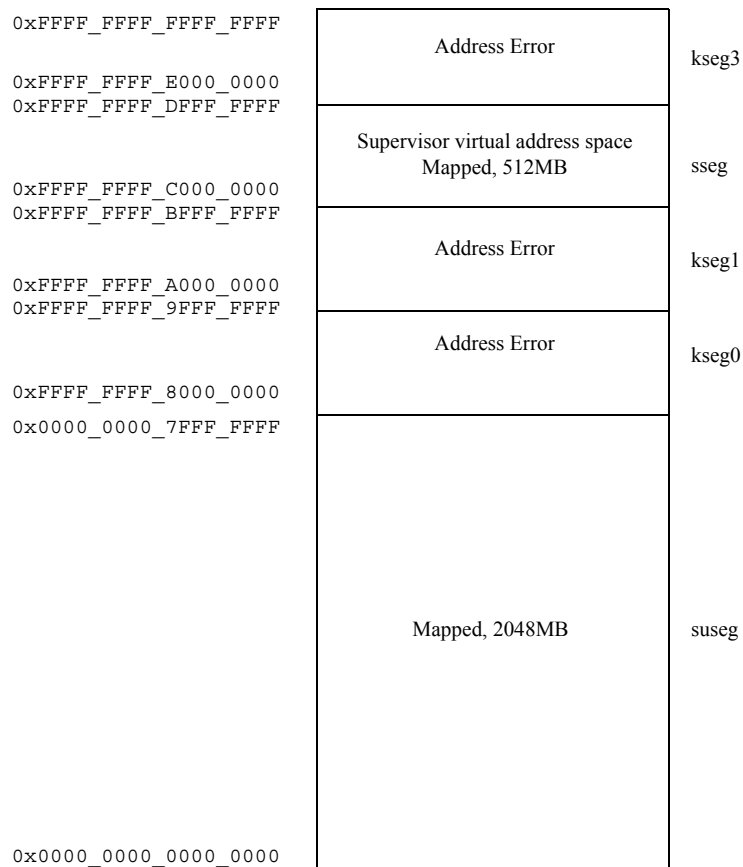 0xFFFF_FFFF_FFFF_FFFF
Address Error
kseg3
0xFFFF_FFFF_E000_0000
0xFFFF_FFFF_DFFF_FFFF
Supervisor virtual address space
Mapped, 512MB
sseg
0xFFFF_FFFF_C000_0000
0xFFFF_FFFF_BFFF_FFFF
Address Error
kseg1
0xFFFF_FFFF_A000_0000
0xFFFF_FFFF_9FFF_FFFF
Address Error
kseg0
0xFFFF_FFFF_8000_0000
0x0000_0000_7FFF_FFFF
Mapped, 2048MB
suseg
0x0000_0000_0000_0000